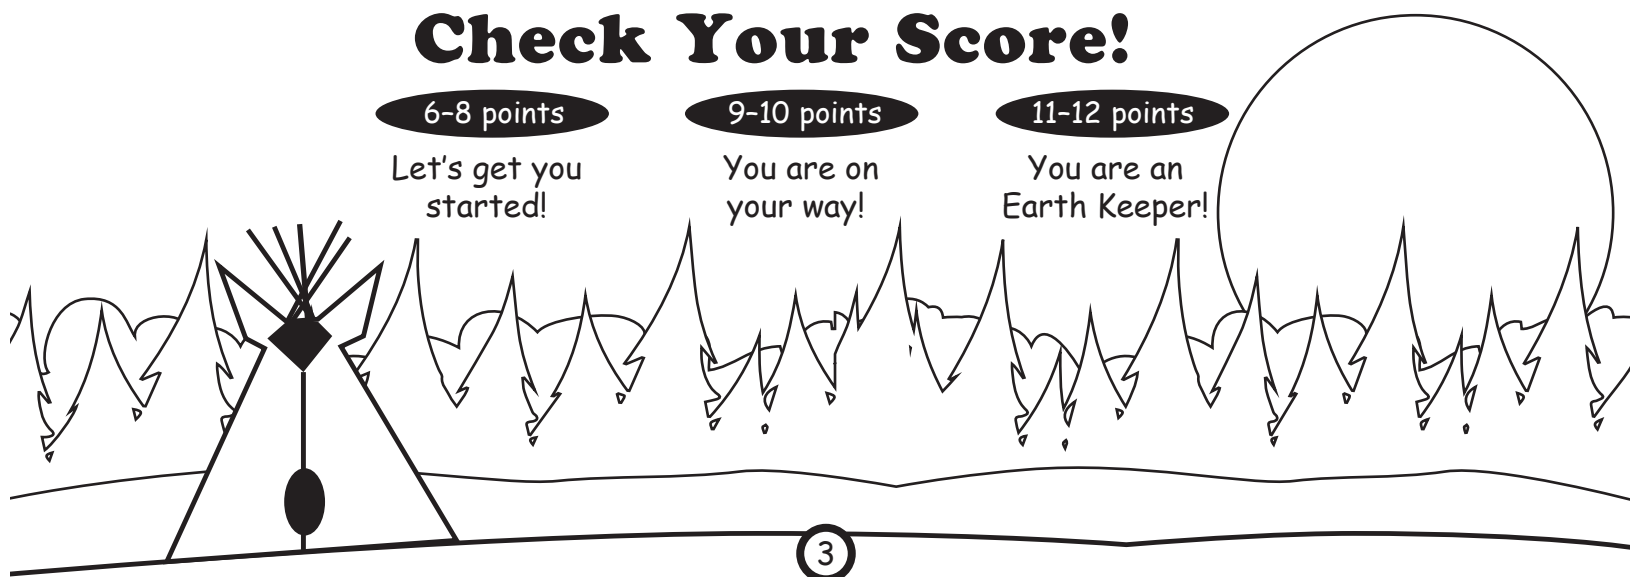 Check Your Score!
6–8 points
Let's get you
started!
9–10 points
You are on
your way!
11–12 points
You are an
Earth Keeper!
3